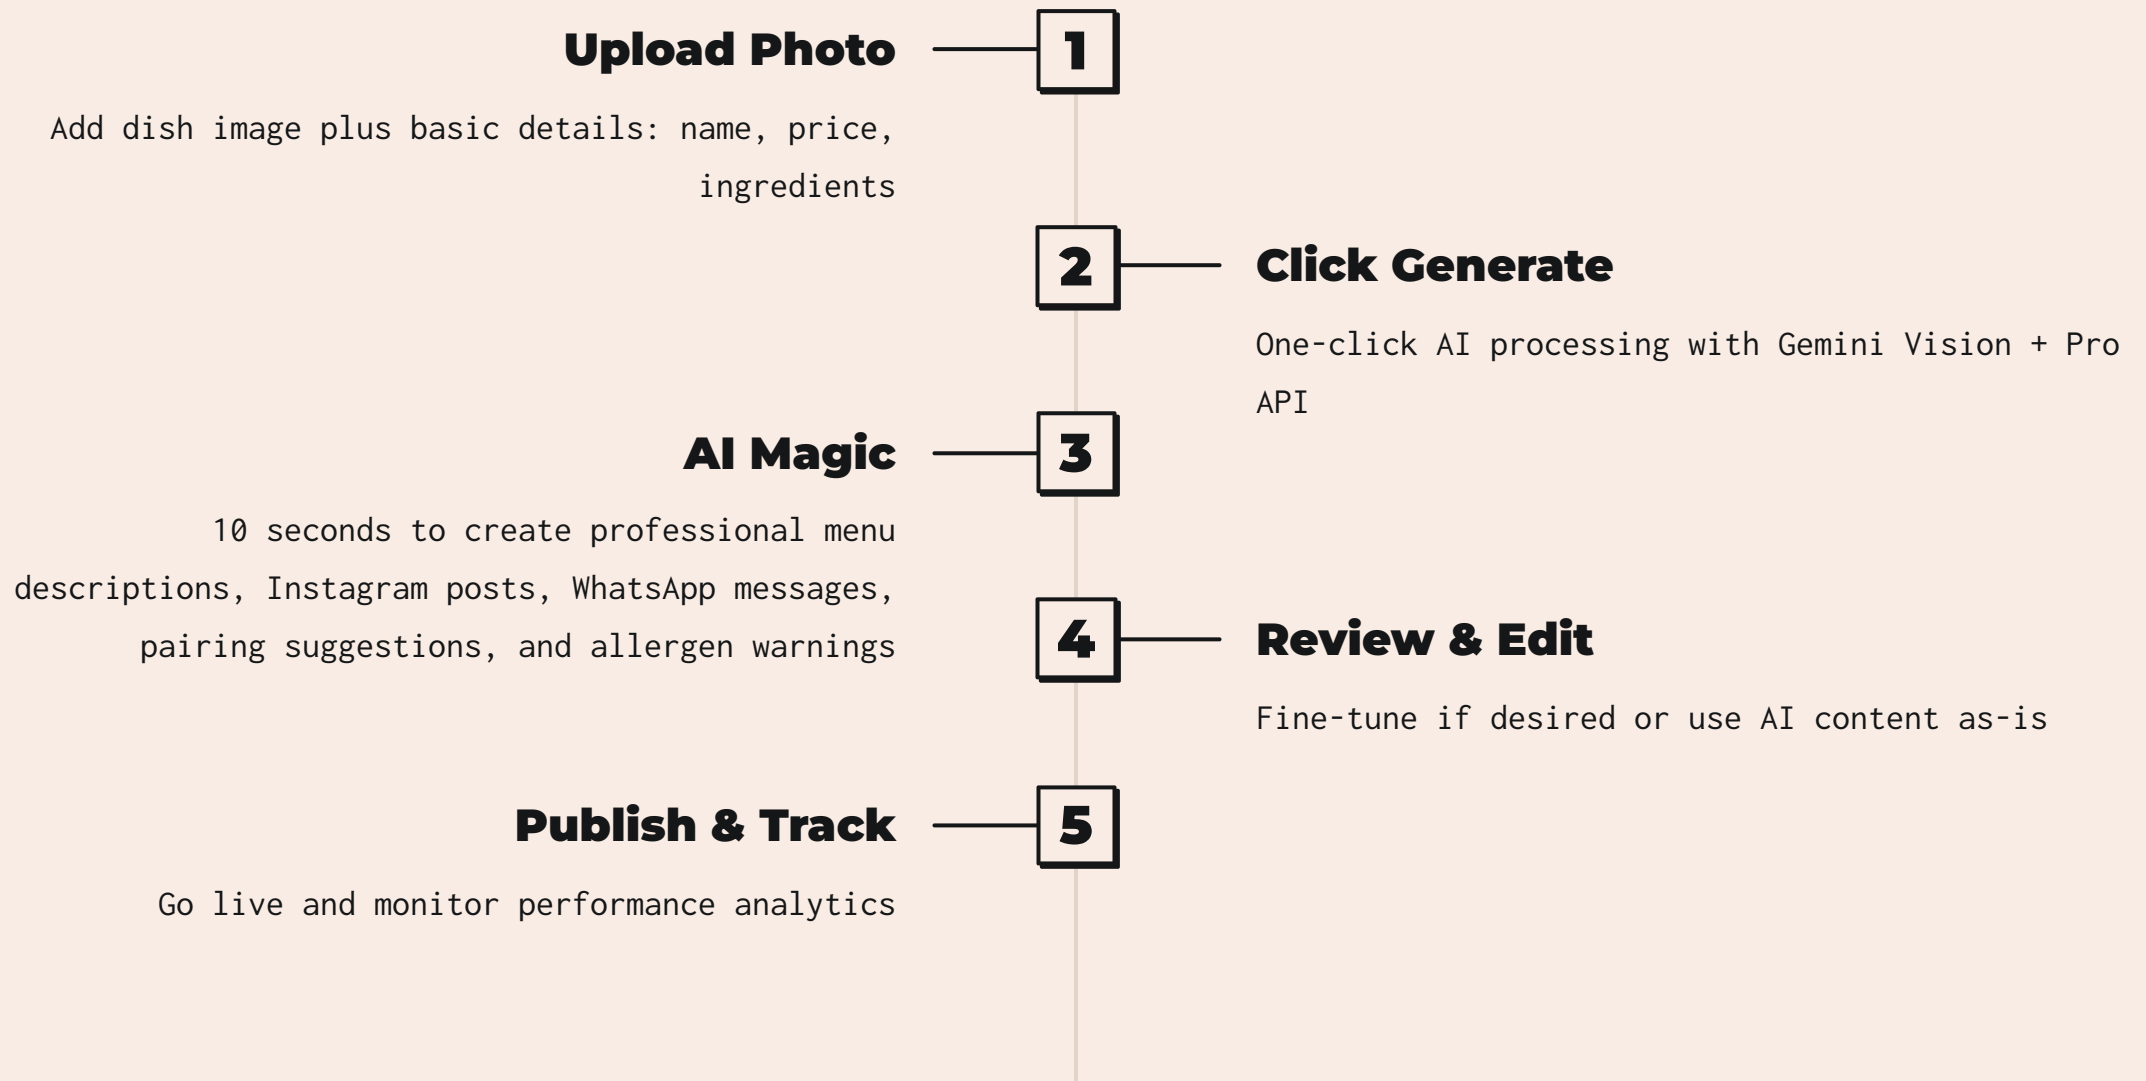 Upload Photo
1
Add dish image plus basic details: name, price,
ingredients
2
Click Generate
One-click AI processing with Gemini Vision + Pro
API
AI Magic
3
10 seconds to create professional menu
descriptions, Instagram posts, WhatsApp messages,
pairing suggestions, and allergen warnings
4
Review & Edit
Fine-tune if desired or use AI content as-is
Publish & Track
5
Go live and monitor performance analytics